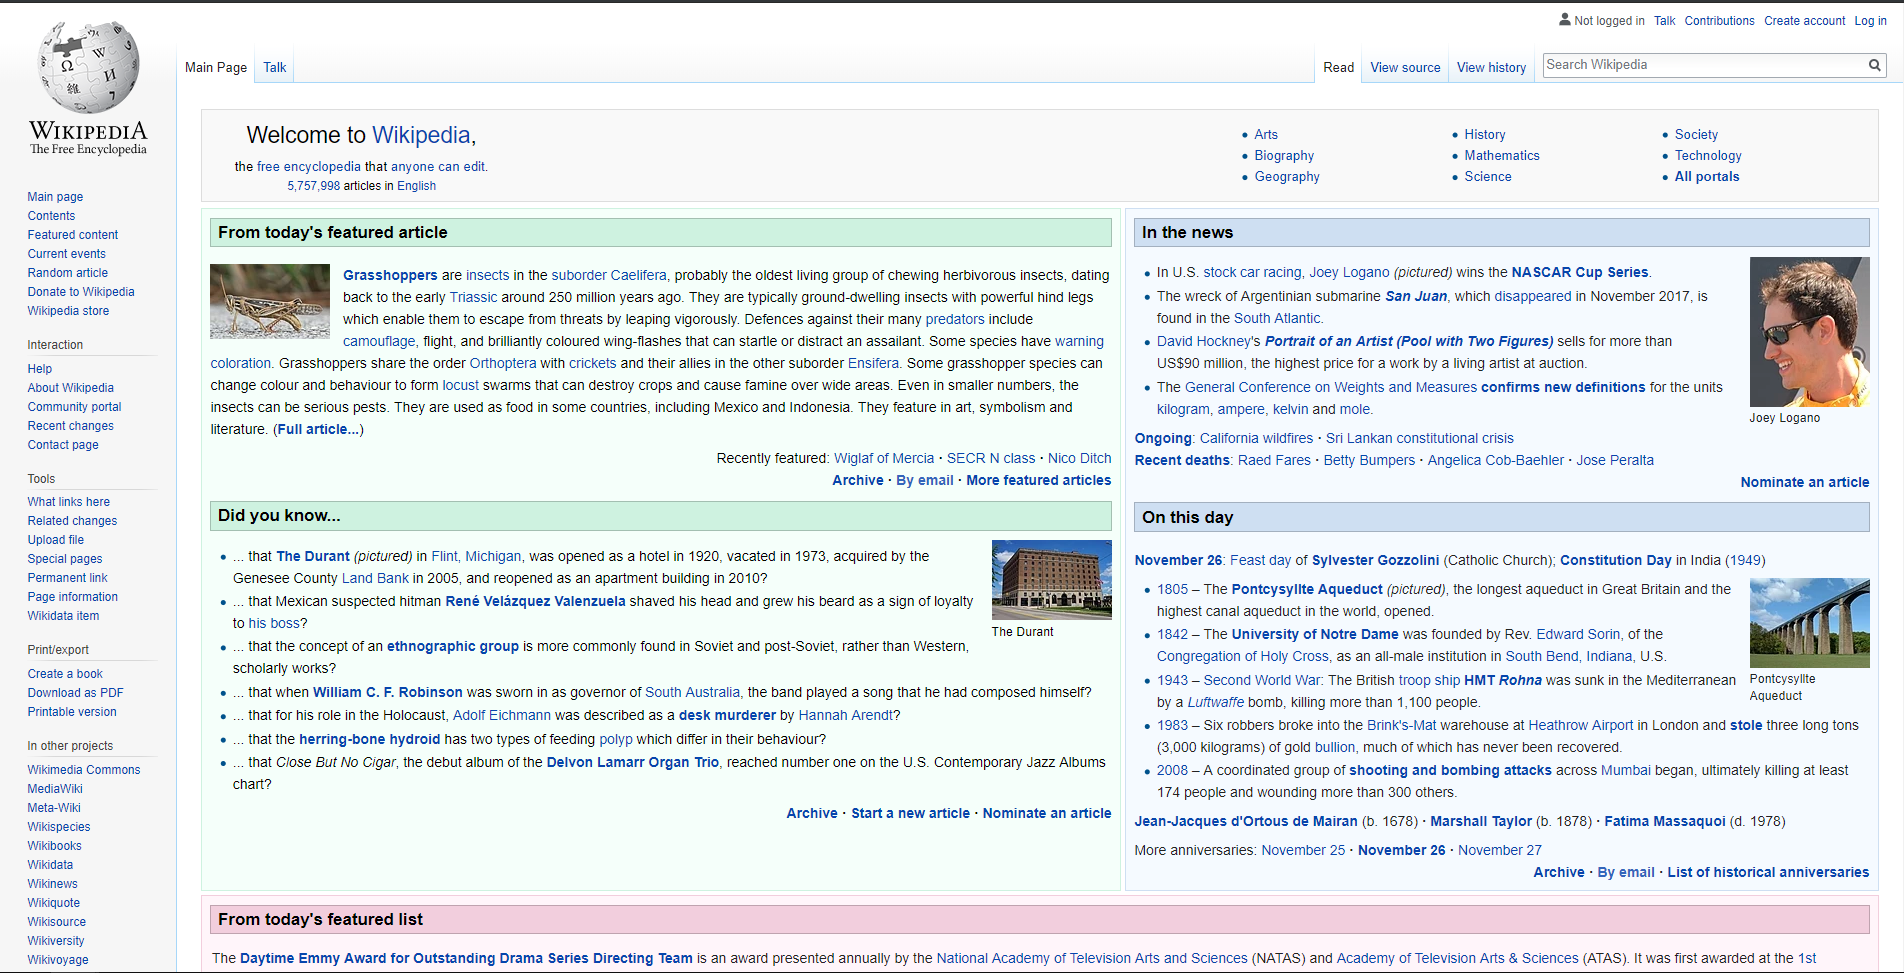 Not logged in Talk Contributions Create account Log in
Main Page Talk
Read View source View history Search Wikipedia
WIKIPEDIA
The Free Encyclopedia
Main page
Contents
Featured content
Current events
Random article
Donate to Wikipedia
Wikipedia store
Interaction
Help
About Wikipedia
Community portal
Recent changes
Contact page
Tools
What links here
Related changes
Upload file
Special pages
Permanent link
Page information
Wikidata item
Print/export
Create a book
Download as PDF
Printable version
In other projects
Wikimedia Commons
MediaWiki
Meta-Wiki
Wikispecies
Wikibooks
Wikidata
Wikinews
Wikiquote
Wikisource
Wikiversity
Wikivoyage
Welcome to Wikipedia,
the free encyclopedia that anyone can edit.
5,757,998 articles in English
• Arts
• Biography
• Geography
• History
• Mathematics
• Science
• Society
• Technology
• All portals
From today's featured article
Grasshoppers are insects in the suborder Caelifera, probably the oldest living group of chewing herbivorous insects, dating
back to the early Triassic around 250 million years ago. They are typically ground-dwelling insects with powerful hind legs
which enable them to escape from threats by leaping vigorously. Defences against their many predators include
camouflage, flight, and brilliantly coloured wing-flashes that can startle or distract an assailant. Some species have warning
coloration. Grasshoppers share the order Orthoptera with crickets and their allies in the other suborder Ensifera. Some grasshopper species can
change colour and behaviour to form locust swarms that can destroy crops and cause famine over wide areas. Even in smaller numbers, the
insects can be serious pests. They are used as food in some countries, including Mexico and Indonesia. They feature in art, symbolism and
literature. (Full article...)
Recently featured: Wiglaf of Mercia · SECR N class · Nico Ditch
Archive · By email · More featured articles
Did you know...
• ... that The Durant (pictured) in Flint, Michigan, was opened as a hotel in 1920, vacated in 1973, acquired by the
Genesee County Land Bank in 2005, and reopened as an apartment building in 2010?
• ... that Mexican suspected hitman René Velázquez Valenzuela shaved his head and grew his beard as a sign of loyalty
to his boss?
• ... that the concept of an ethnographic group is more commonly found in Soviet and post-Soviet, rather than Western,
scholarly works?
• ... that when William C. F. Robinson was sworn in as governor of South Australia, the band played a song that he had composed himself?
• ... that for his role in the Holocaust, Adolf Eichmann was described as a desk murderer by Hannah Arendt?
• ... that the herring-bone hydroid has two types of feeding polyp which differ in their behaviour?
• ... that Close But No Cigar, the debut album of the Delvon Lamarr Organ Trio, reached number one on the U.S. Contemporary Jazz Albums
chart?
The Durant
Archive · Start a new article · Nominate an article
In the news
• In U.S. stock car racing, Joey Logano (pictured) wins the NASCAR Cup Series.
• The wreck of Argentinian submarine San Juan, which disappeared in November 2017, is
found in the South Atlantic.
• David Hockney's Portrait of an Artist (Pool with Two Figures) sells for more than
US$90 million, the highest price for a work by a living artist at auction.
• The General Conference on Weights and Measures confirms new definitions for the units
kilogram, ampere, kelvin and mole.
Joey Logano
Ongoing: California wildfires · Sri Lankan constitutional crisis
Recent deaths: Raed Fares · Betty Bumpers · Angelica Cob-Baehler · Jose Peralta
Nominate an article
On this day
November 26: Feast day of Sylvester Gozzolini (Catholic Church); Constitution Day in India (1949)
• 1805 – The Pontcysyllte Aqueduct (pictured), the longest aqueduct in Great Britain and the
highest canal aqueduct in the world, opened.
• 1842 – The University of Notre Dame was founded by Rev. Edward Sorin, of the
Congregation of Holy Cross, as an all-male institution in South Bend, Indiana, U.S.
• 1943 – Second World War: The British troop ship HMT Rohna was sunk in the Mediterranean
by a Luftwaffe bomb, killing more than 1,100 people.
• 1983 – Six robbers broke into the Brink's-Mat warehouse at Heathrow Airport in London and stole three long tons
(3,000 kilograms) of gold bullion, much of which has never been recovered.
• 2008 – A coordinated group of shooting and bombing attacks across Mumbai began, ultimately killing at least
174 people and wounding more than 300 others.
Pontcysyllte
Aqueduct
Jean-Jacques d'Ortous de Mairan (b. 1678) · Marshall Taylor (b. 1878) · Fatima Massaquoi (d. 1978)
More anniversaries: November 25 · November 26 · November 27
Archive · By email · List of historical anniversaries
From today's featured list
The Daytime Emmy Award for Outstanding Drama Series Directing Team is an award presented annually by the National Academy of Television Arts and Sciences (NATAS) and Academy of Television Arts & Sciences (ATAS). It was first awarded at the 1st